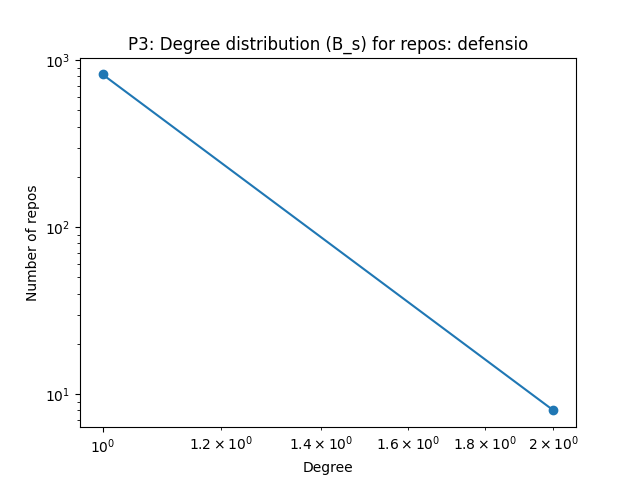 P3: Degree distribution (B_s) for repos: defensio
10³
10²
10¹
Number of repos
10⁰
1.2 × 10⁰
1.4 × 10⁰
1.6 × 10⁰
1.8 × 10⁰
2 × 10⁰
Degree